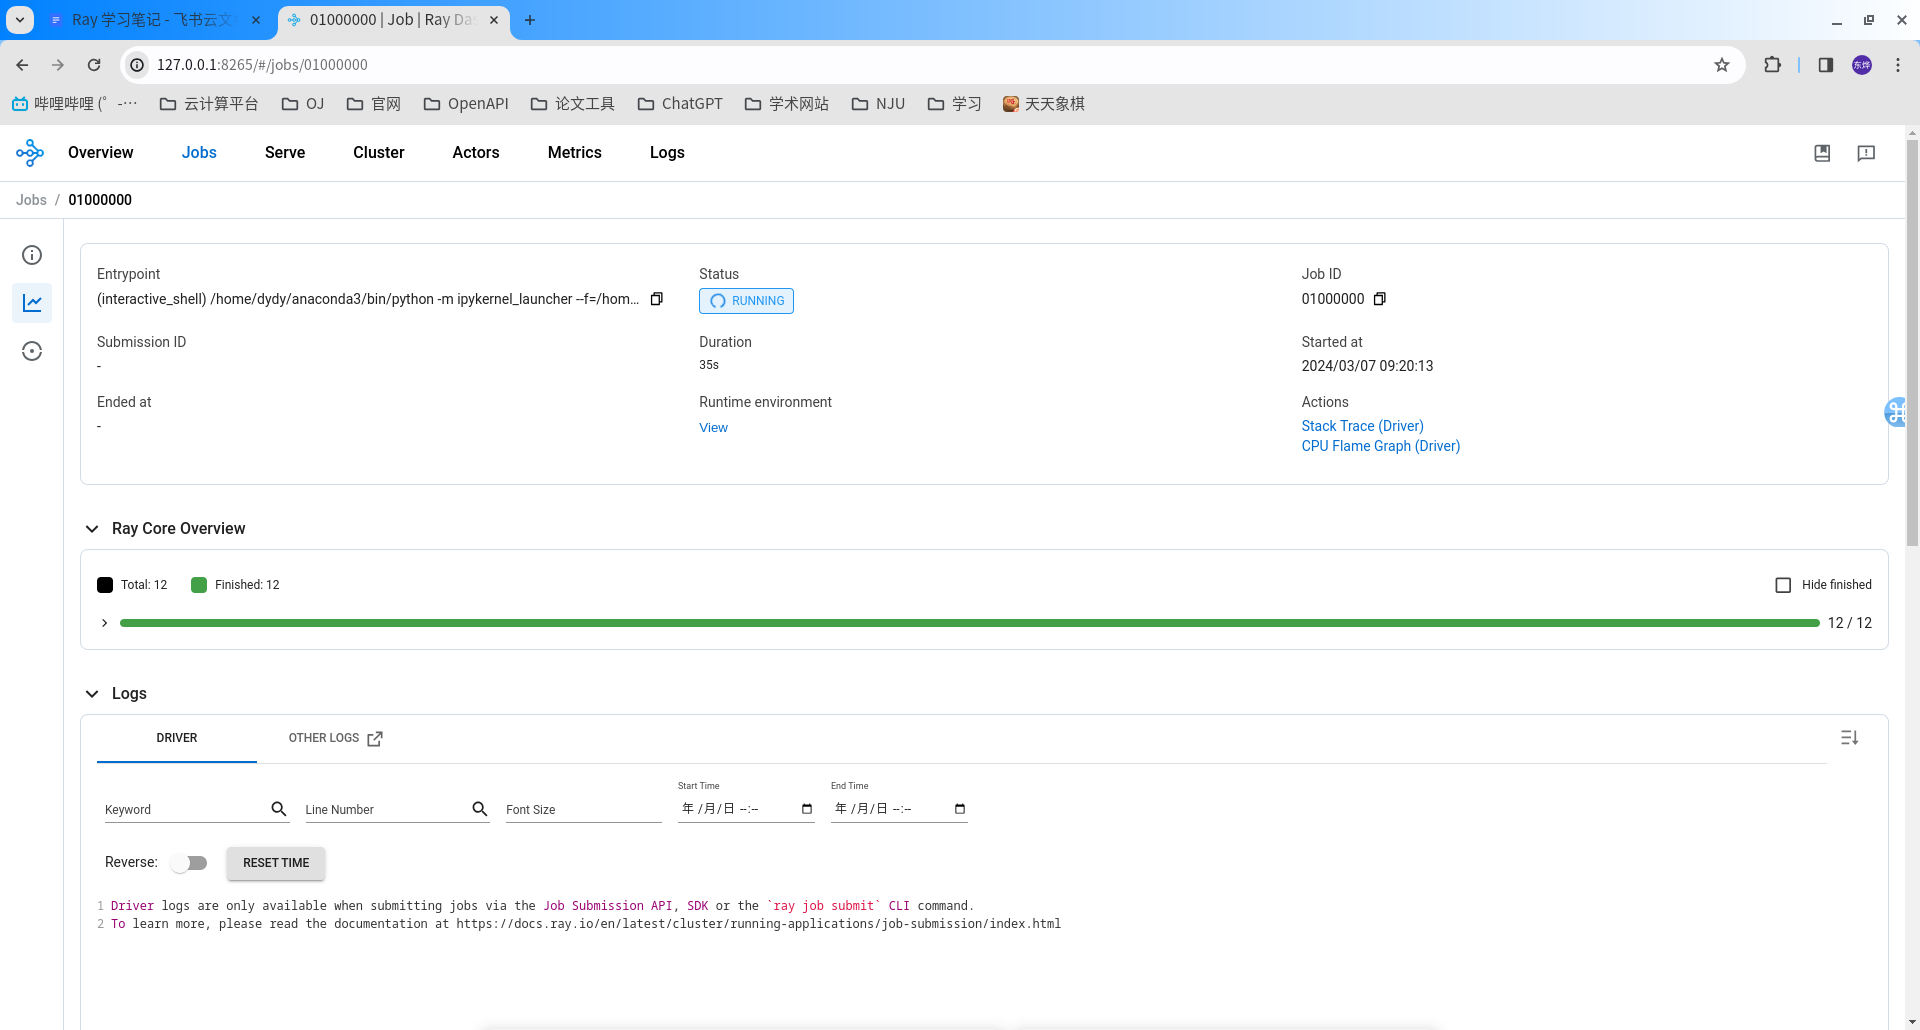 Ray 学习笔记 - 飞书云文
01000000 | Job | Ray Da
127.0.0.1:8265/#/jobs/01000000
东烨
哔哩哔哩 (゜-゜…
云计算平台
OJ
官网
OpenAPI
论文工具
ChatGPT
学术网站
NJU
学习
天天象棋
Overview
Jobs
Serve
Cluster
Actors
Metrics
Logs
Jobs / 01000000
Entrypoint
(interactive_shell) /home/dydy/anaconda3/bin/python -m ipykernel_launcher --f=/hom…
Status
RUNNING
Job ID
01000000
Submission ID
-
Duration
35s
Started at
2024/03/07 09:20:13
Ended at
-
Runtime environment
View
Actions
Stack Trace (Driver)
CPU Flame Graph (Driver)
Ray Core Overview
Total: 12
Finished: 12
Hide finished
12 / 12
Logs
DRIVER
OTHER LOGS
Keyword
Line Number
Font Size
Start Time
年 /月/日 --:--
End Time
年 /月/日 --:--
Reverse:
RESET TIME
1 Driver logs are only available when submitting jobs via the Job Submission API, SDK or the `ray job submit` CLI command.
2 To learn more, please read the documentation at https://docs.ray.io/en/latest/cluster/running-applications/job-submission/index.html